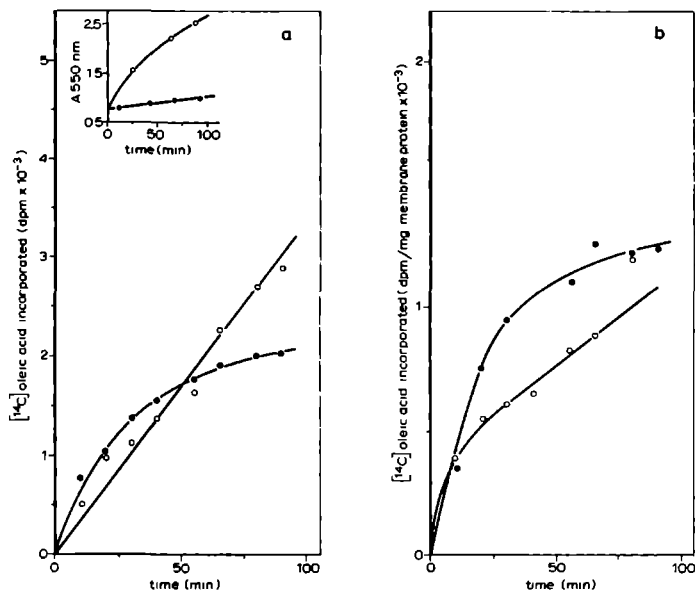 a
2.5
1.5
0.5
A 550 nm
0
50
100
time (min)
[14C] oleic acid incorporated (dpm x 10⁻³)
5
4
3
2
1
0
0
50
100
time (min)
b
[14C] oleic acid incorporated (dpm/mg membrane protein x 10⁻³)
2
1
0
0
50
100
time (min)